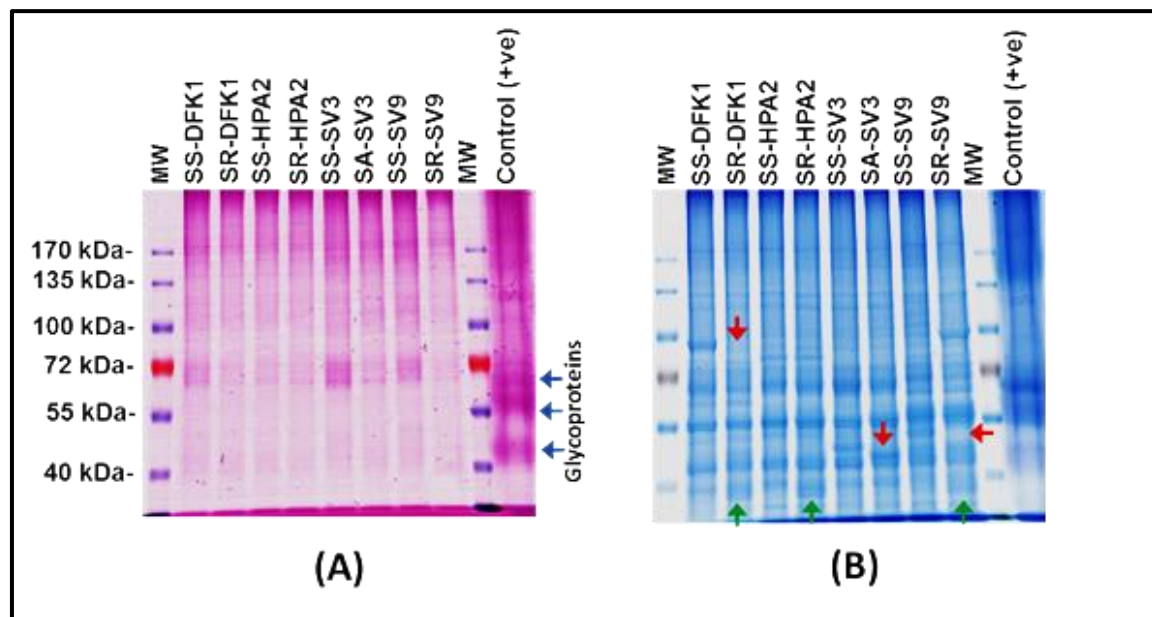 MW
SS-DFK1
SR-DFK1
SS-HPA2
SR-HPA2
SS-SV3
SA-SV3
SS-SV9
SR-SV9
MW
Control (+ve)
170 kDa-
135 kDa-
100 kDa-
72 kDa-
55 kDa-
40 kDa-
Glycoproteins
(A)
MW
SS-DFK1
SR-DFK1
SS-HPA2
SR-HPA2
SS-SV3
SA-SV3
SS-SV9
SR-SV9
MW
Control (+ve)
(B)